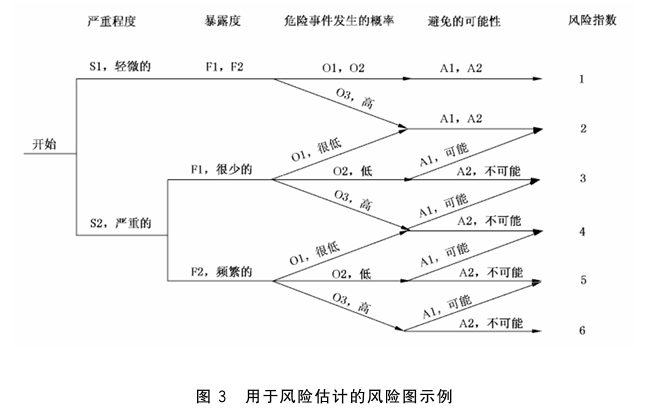 严重程度 暴露度 危险事件发生的概率 避免的可能性 风险指数
S1，轻微的 F1，F2 O1，O2 A1，A2 1
O3，高
A1，A2 2
开始
O1，很低 A1，可能
F1，很少的 O2，低 A2，不可能 3
O3，高 A1，可能
S2，严重的 A2，不可能 4
O1，很低 A1，可能
F2，频繁的 O2，低 A2，不可能 5
O3，高 A1，可能
A2，不可能 6
图 3 用于风险估计的风险图示例